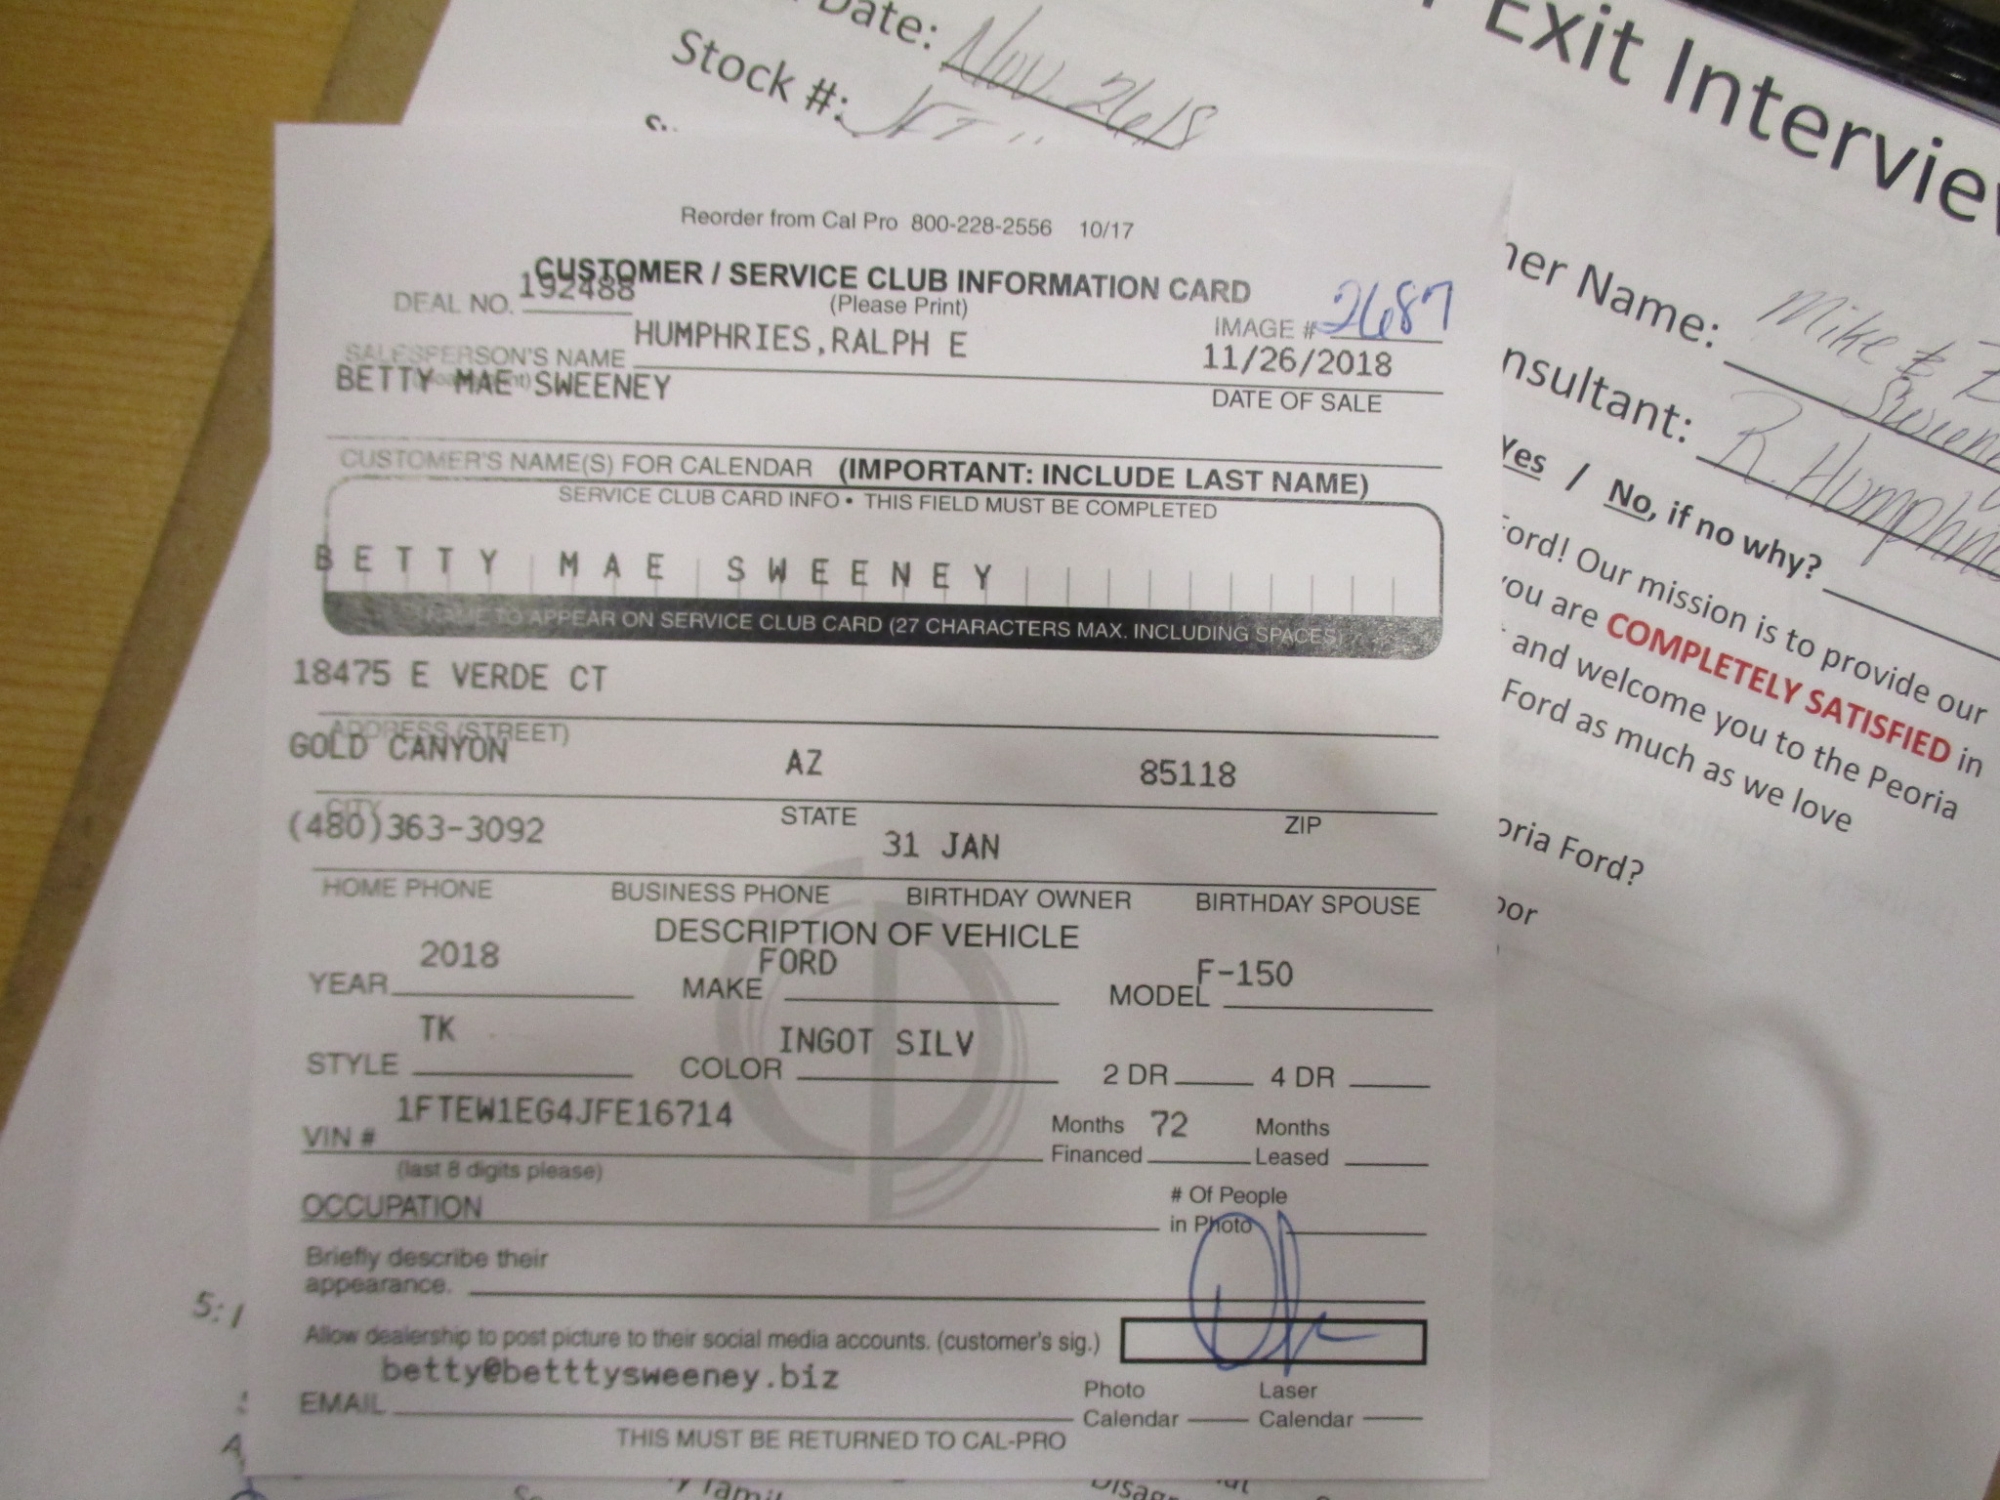 Date: Nov. 26/18
Stock #:
Exit
Reorder from Cal Pro 800-228-2556 10/17
CUSTOMER / SERVICE CLUB INFORMATION CARD
DEAL NO. 192488
(Please Print)
IMAGE # 2687
SALESPERSON'S NAME HUMPHRIES,RALPH E
11/26/2018
BETTY MAE SWEENEY
DATE OF SALE
CUSTOMER'S NAME(S) FOR CALENDAR (IMPORTANT: INCLUDE LAST NAME)
SERVICE CLUB CARD INFO • THIS FIELD MUST BE COMPLETED
BETTY MAE SWEENEY
NAME TO APPEAR ON SERVICE CLUB CARD (27 CHARACTERS MAX. INCLUDING SPACES)
18475 E VERDE CT
ADDRESS (STREET)
GOLD CANYON AZ 85118
CITY STATE ZIP
(480)363-3092 31 JAN
HOME PHONE BUSINESS PHONE BIRTHDAY OWNER BIRTHDAY SPOUSE
DESCRIPTION OF VEHICLE
YEAR 2018 MAKE FORD MODEL F-150
STYLE TK COLOR INGOT SILV 2 DR 4 DR
VIN # 1FTEW1EG4JFE16714
(last 8 digits please)
Months Financed 72 Months Leased
OCCUPATION
# Of People in Photo
Briefly describe their
appearance.
Allow dealership to post picture to their social media accounts. (customer's sig.)
EMAIL betty@betttysweeney.biz
Photo Calendar Laser Calendar
THIS MUST BE RETURNED TO CAL-PRO
Name: Mike &
Sweeney
R. Humphries
Yes / No, if no why?
Ford! Our mission is to provide our
you are COMPLETELY SATISFIED in
and welcome you to the Peoria
Ford as much as we love
Ford?